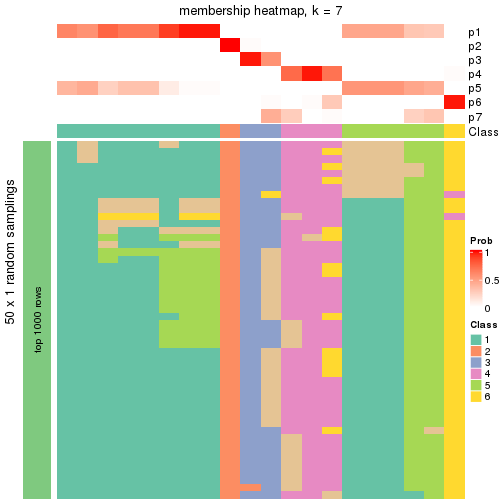 membership heatmap, k = 7
p1
p2
p3
p4
p5
p6
p7
Class
50 x 1 random samplings
top 1000 rows
Prob
1
0.5
0
Class
1
2
3
4
5
6